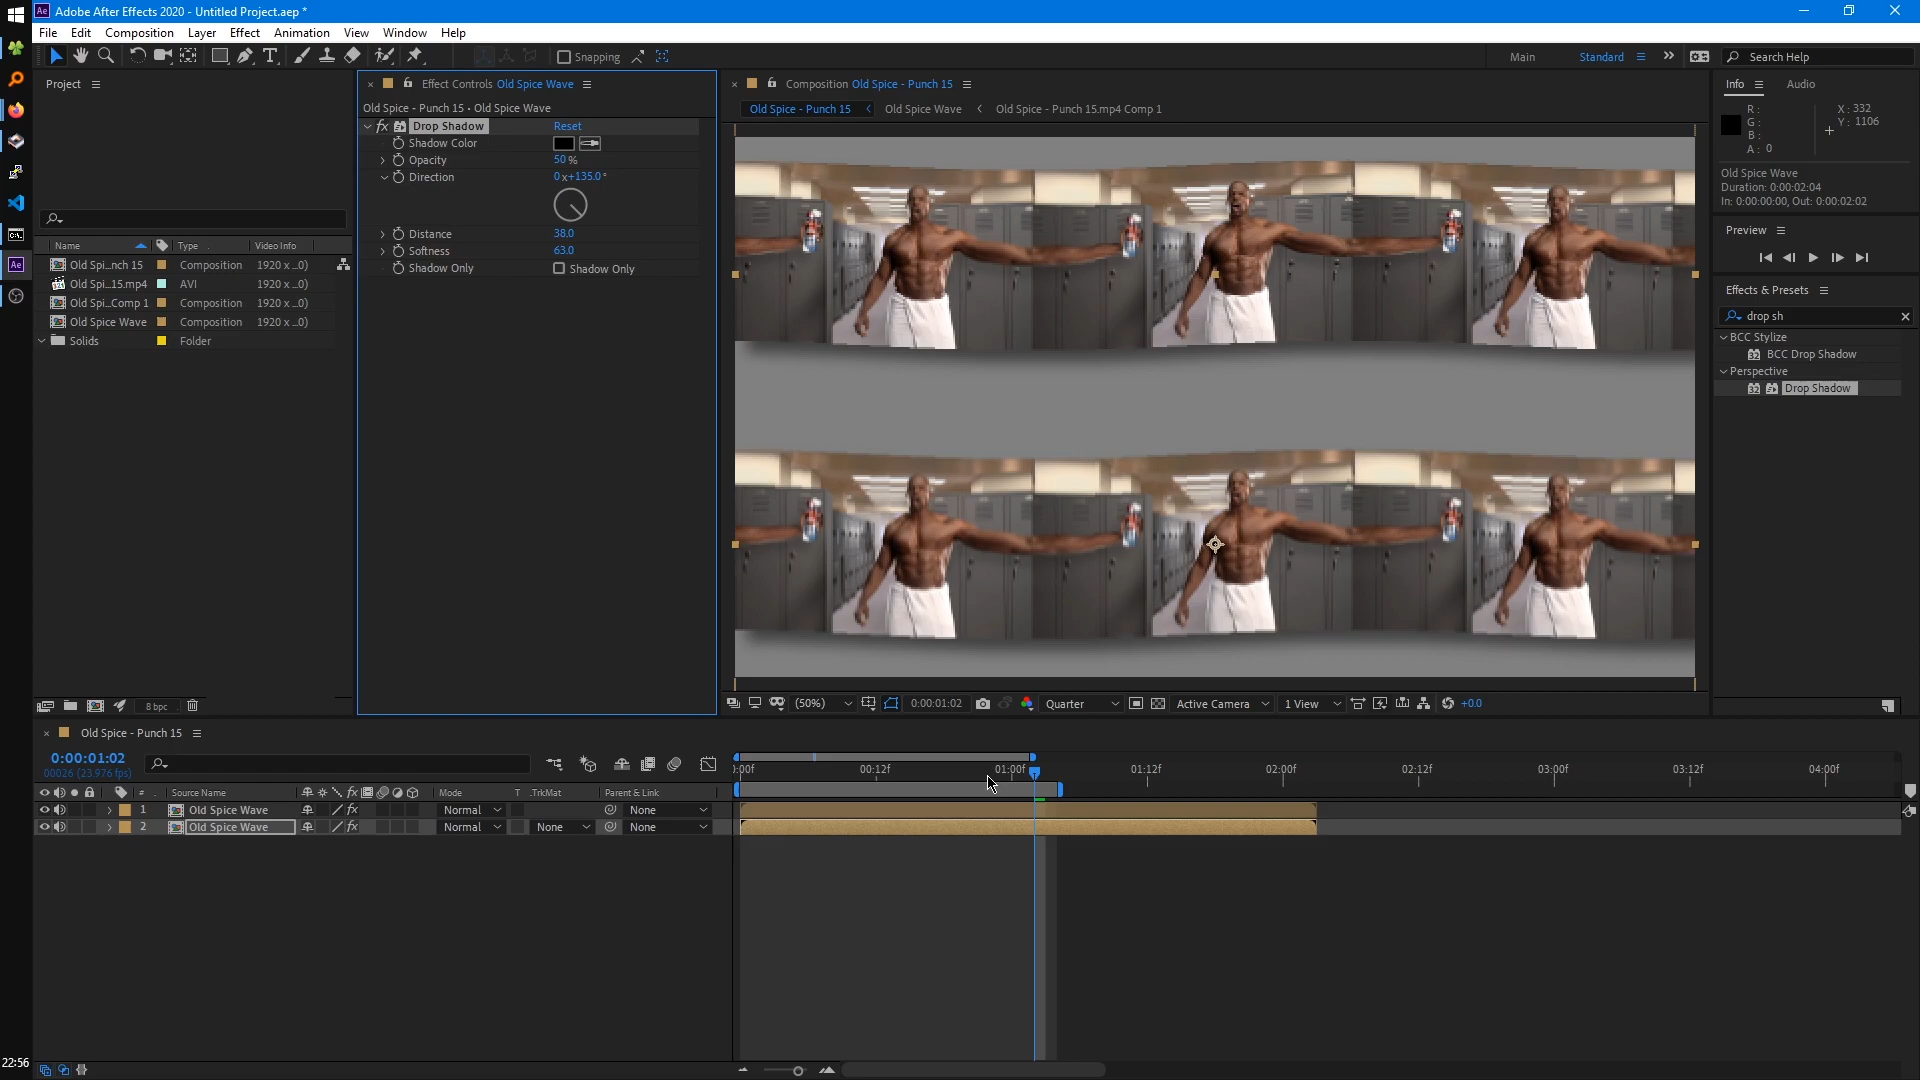 Adobe After Effects 2020 - Untitled Project.aep *
File Edit Composition Layer Effect Animation View Window Help
Snapping
Main Standard
Search Help
Project
Name Type Video Info
Old Spi...nch 15 Composition 1920 x ...0)
Old Spi...15.mp4 AVI 1920 x ...0)
Old Spi...Comp 1 Composition 1920 x ...0)
Old Spice Wave Composition 1920 x ...0)
Solids Folder
8 bpc
Effect Controls Old Spice Wave
Old Spice - Punch 15 • Old Spice Wave
fx Drop Shadow Reset
Shadow Color
Opacity 50 %
Direction 0 x+135.0 °
Distance 38.0
Softness 63.0
Shadow Only Shadow Only
Composition Old Spice - Punch 15
Old Spice - Punch 15 Old Spice Wave Old Spice - Punch 15.mp4 Comp 1
(50%) 0:00:01:02 Quarter Active Camera 1 View +0.0
Info Audio
R : X : 332
G : Y : 1106
B :
A : 0
Old Spice Wave
Duration: 0:00:02:04
In: 0:00:00:00, Out: 0:00:02:02
Preview
Effects & Presets
drop sh
BCC Stylize
32 BCC Drop Shadow
Perspective
32 Drop Shadow
Old Spice - Punch 15
0:00:01:02
00026 (23.976 fps)
:00f 00:12f 01:00f 01:12f 02:00f 02:12f 03:00f 03:12f 04:00f
# Source Name fx Mode T .TrkMat Parent & Link
1 Old Spice Wave fx Normal None
2 Old Spice Wave fx Normal None None
22:56